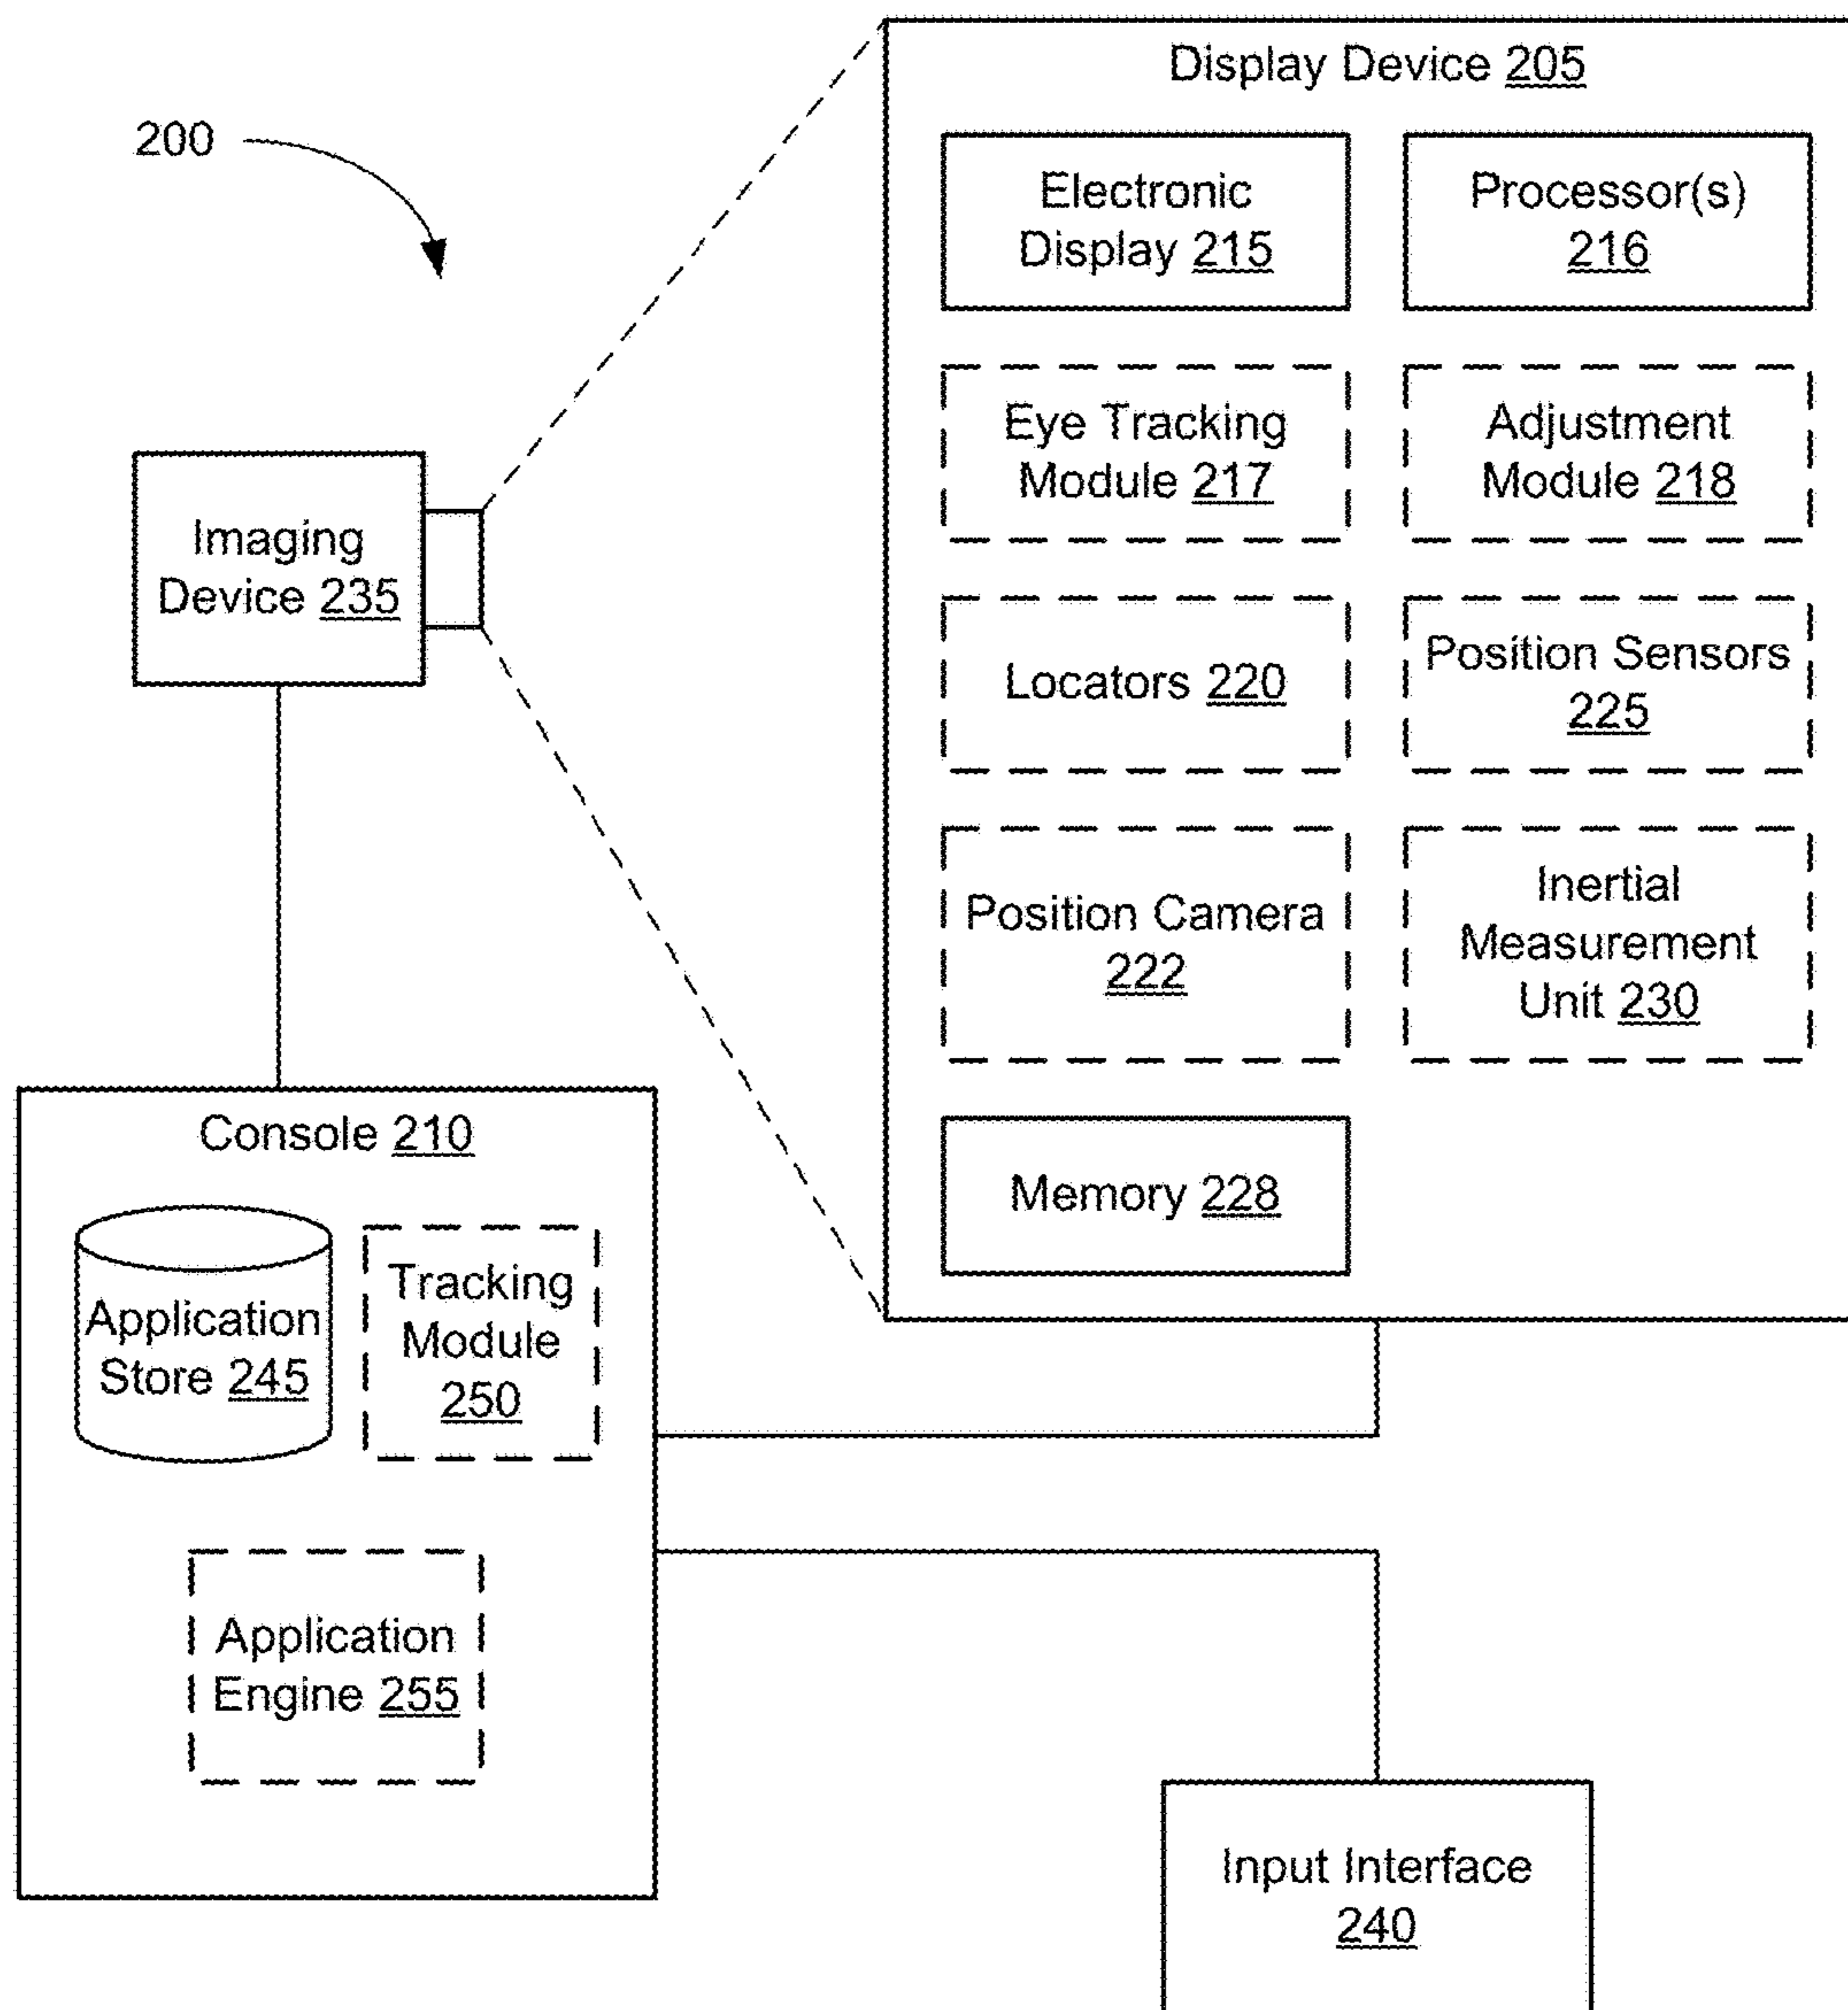 Display Device 205
200
Electronic
Display 215
Processor(s)
216
Eye Tracking
Module 217
Adjustment
Module 218
Imaging
Device 235
Locators 220
Position Sensors
225
Position Camera
222
Inertial
Measurement
Unit 230
Memory 228
Console 210
Application
Store 245
Tracking
Module
250
Application
Engine 255
Input Interface
240